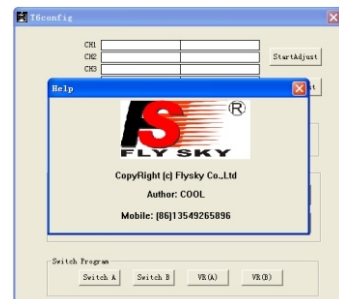 T6config
CH1
CH2
StartAdjust
CH3
Help
FS
®
FLY SKY
CopyRight (c) Flysky Co.,Ltd
Author: COOL
Mobile: (86)13549265896
Switch Program
Switch A
Switch B
VR(A)
VR(B)